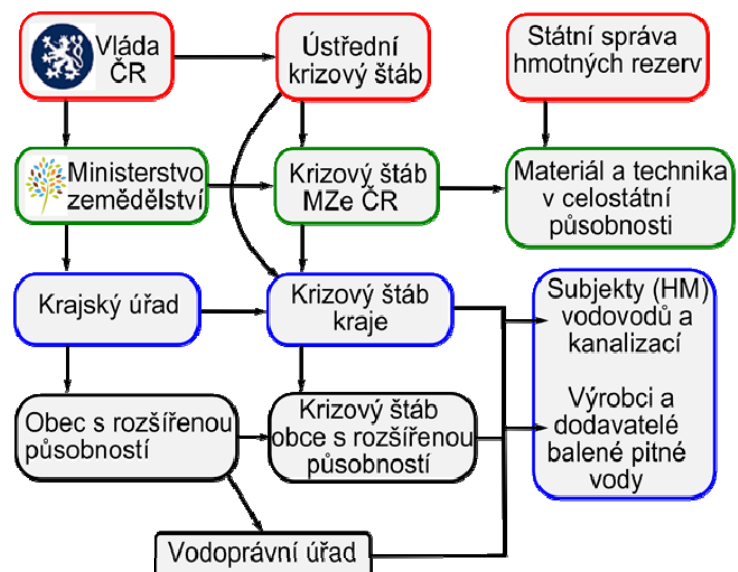 Vláda
ČR
Ústřední
krizový štáb
Státní správa
hmotných rezerv
Ministerstvo
zemědělství
Krizový štáb
MZe ČR
Materiál a technika
v celostátní
působnosti
Krajský úřad
Krizový štáb
kraje
Subjekty (HM)
vodovodů a
kanalizací
Výrobci a
dodavatelé
balené pitné
vody
Obec s rozšířenou
působností
Krizový štáb
obce s rozšířenou
působností
Vodoprávní úřad